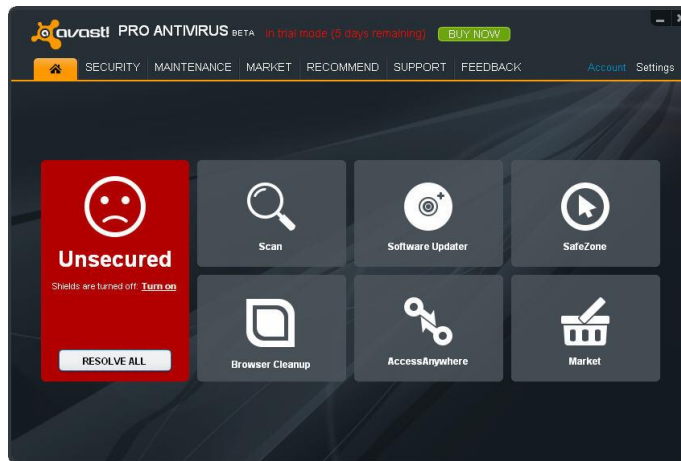 avast! PRO ANTIVIRUS BETA In trial mode (5 days remaining) BUY NOW
SECURITY MAINTENANCE MARKET RECOMMEND SUPPORT FEEDBACK Account Settings
Unsecured
Shields are turned off: Turn on
RESOLVE ALL
Scan
Software Updater
SafeZone
Browser Cleanup
AccessAnywhere
Market